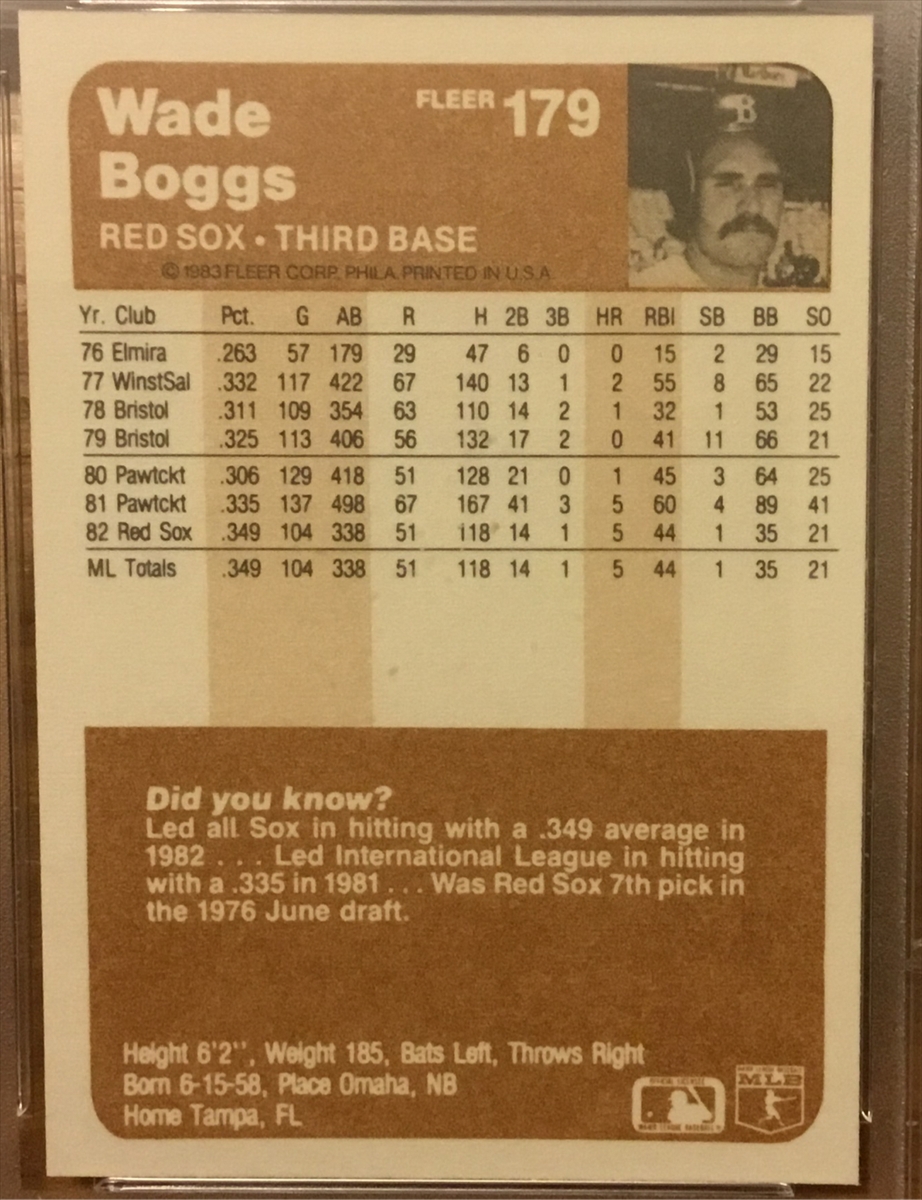 Wade
Boggs
FLEER 179
RED SOX • THIRD BASE
© 1983 FLEER CORP. PHILA. PRINTED IN U.S.A.
B
Yr. Club Pct. G AB R H 2B 3B HR RBI SB BB SO
76 Elmira .263 57 179 29 47 6 0 0 15 2 29 15
77 WinstSal .332 117 422 67 140 13 1 2 55 8 65 22
78 Bristol .311 109 354 63 110 14 2 1 32 1 53 25
79 Bristol .325 113 406 56 132 17 2 0 41 11 66 21
80 Pawtckt .306 129 418 51 128 21 0 1 45 3 64 25
81 Pawtckt .335 137 498 67 167 41 3 5 60 4 89 41
82 Red Sox .349 104 338 51 118 14 1 5 44 1 35 21
ML Totals .349 104 338 51 118 14 1 5 44 1 35 21
Did you know?
Led all Sox in hitting with a .349 average in
1982 . . . Led International League in hitting
with a .335 in 1981 . . . Was Red Sox 7th pick in
the 1976 June draft.
Height 6'2", Weight 185, Bats Left, Throws Right
Born 6-15-58, Place Omaha, NB
Home Tampa, FL
MLB